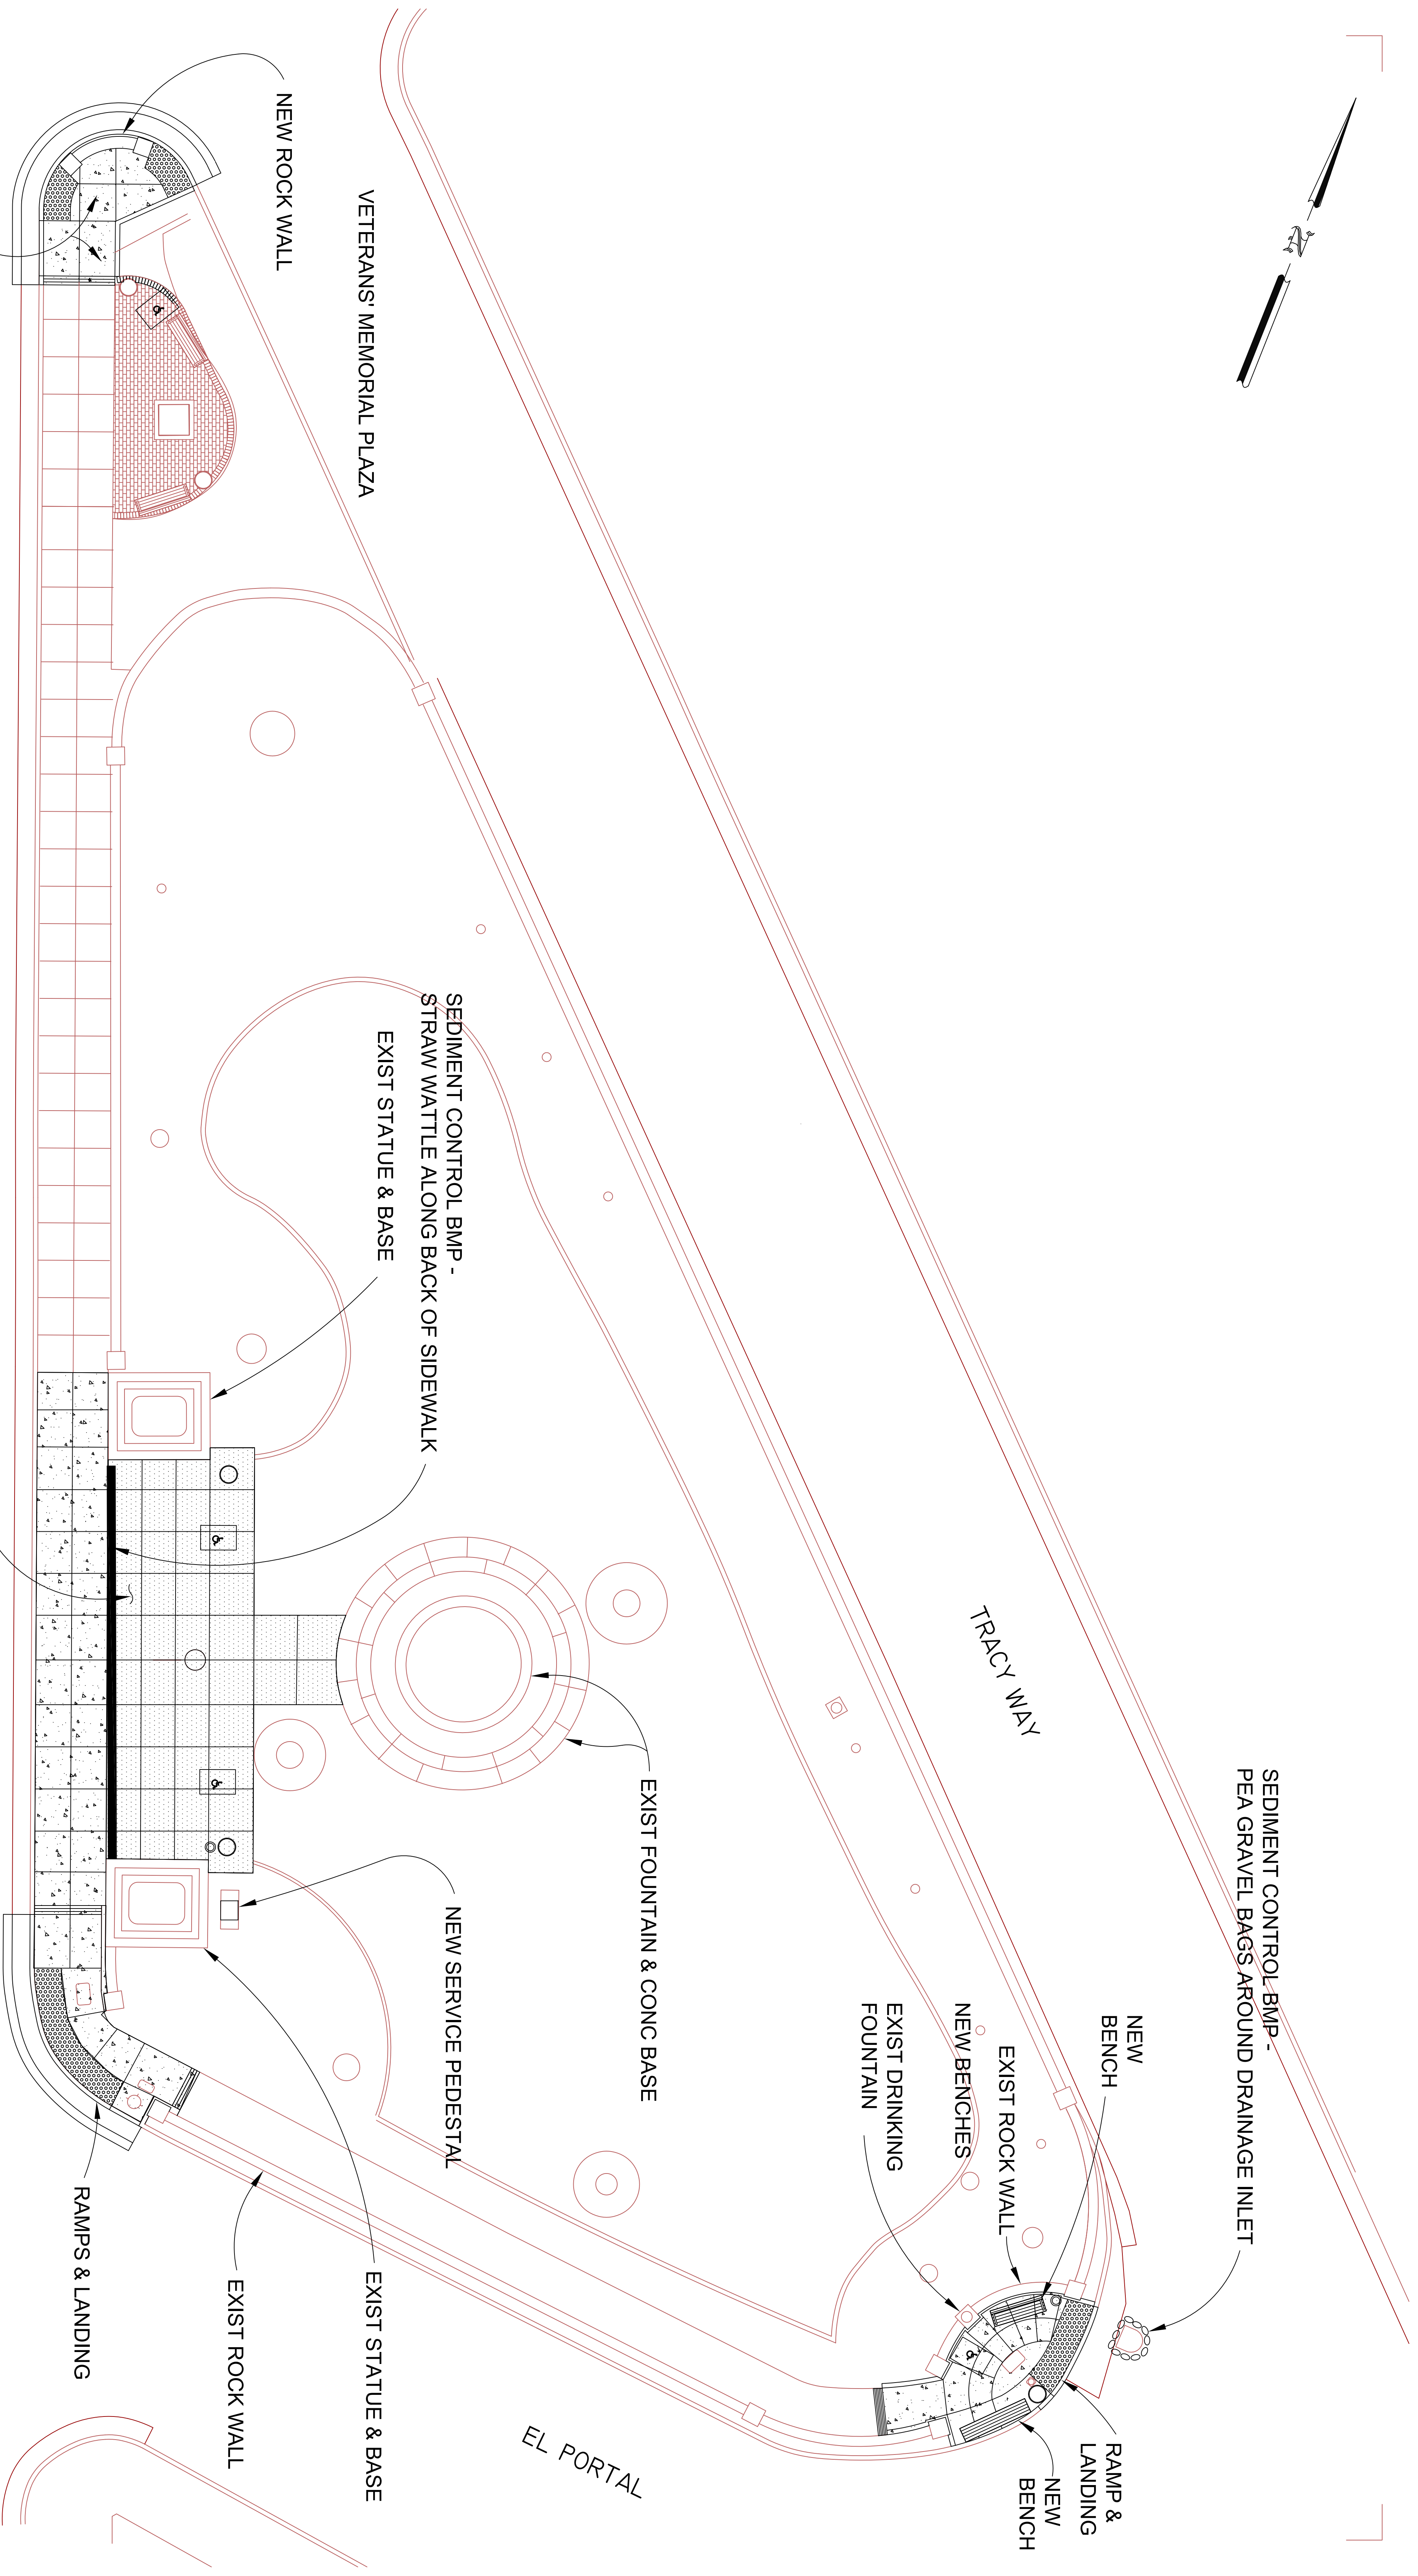 N
NEW ROCK WALL
VETERANS' MEMORIAL PLAZA
SEDIMENT CONTROL BMP -
STRAW WATTLE ALONG BACK OF SIDEWALK
EXIST STATUE & BASE
TRACY WAY
SEDIMENT CONTROL BMP -
PEA GRAVEL BAGS AROUND DRAINAGE INLET
EXIST FOUNTAIN & CONC BASE
NEW SERVICE PEDESTAL
NEW
BENCH
EXIST ROCK WALL
NEW BENCHES
EXIST DRINKING
FOUNTAIN
RAMPS & LANDING
EXIST ROCK WALL
EXIST STATUE & BASE
EL PORTAL
RAMP &
LANDING
NEW
BENCH